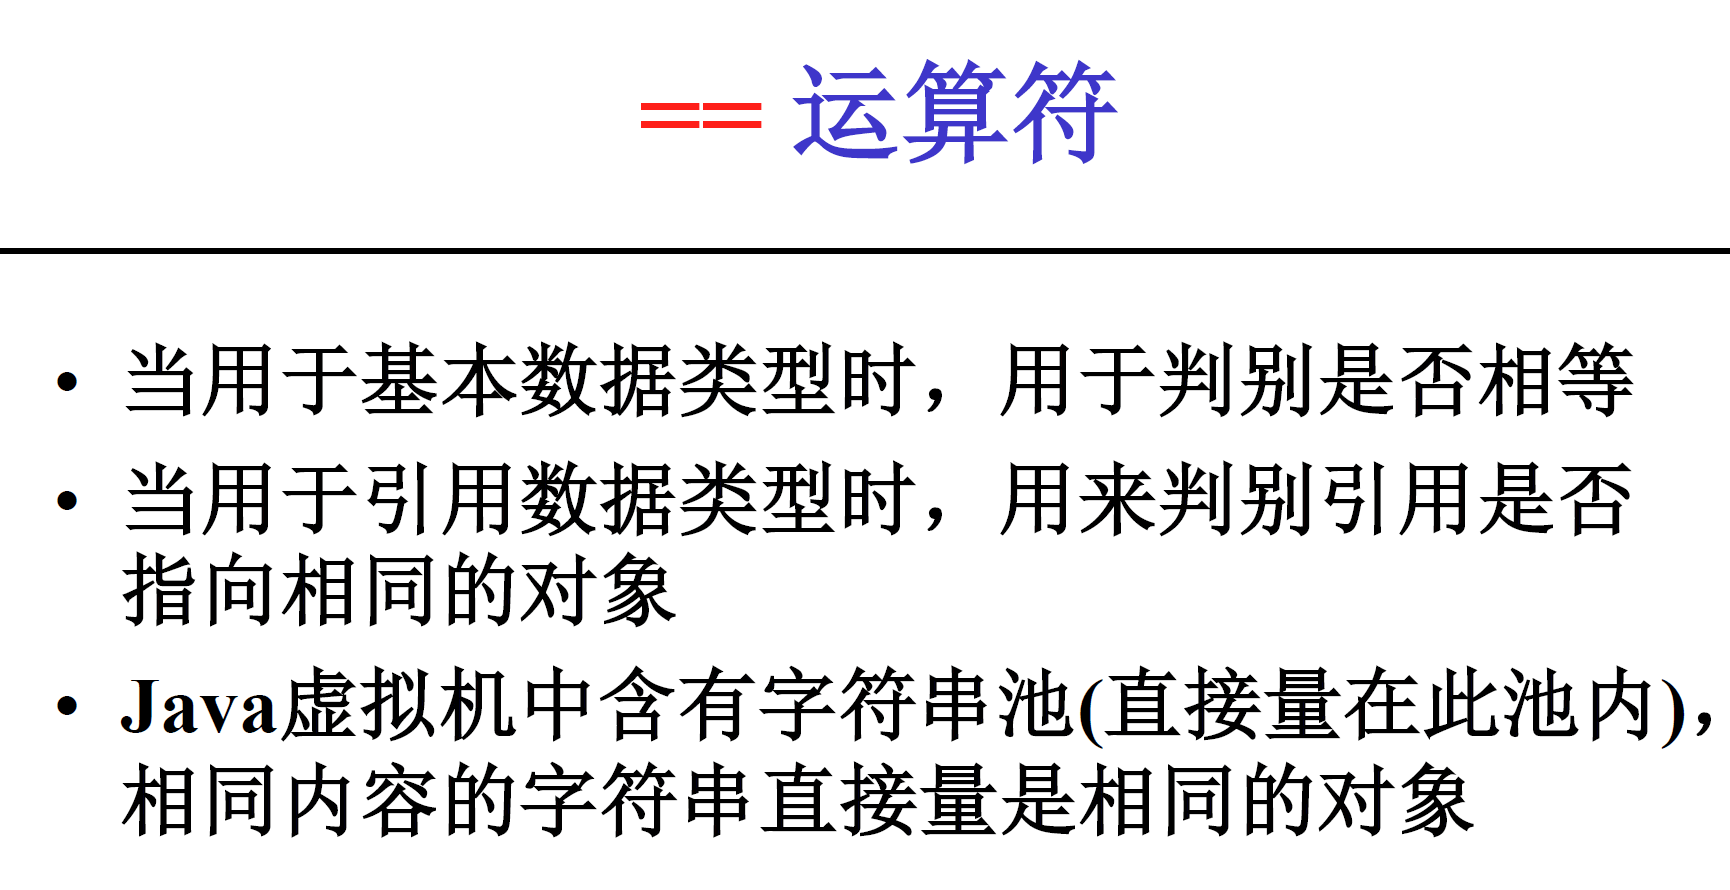 == 运算符
• 当用于基本数据类型时，用于判别是否相等
• 当用于引用数据类型时，用来判别引用是否
指向相同的对象
• Java虚拟机中含有字符串池(直接量在此池内)，
相同内容的字符串直接量是相同的对象